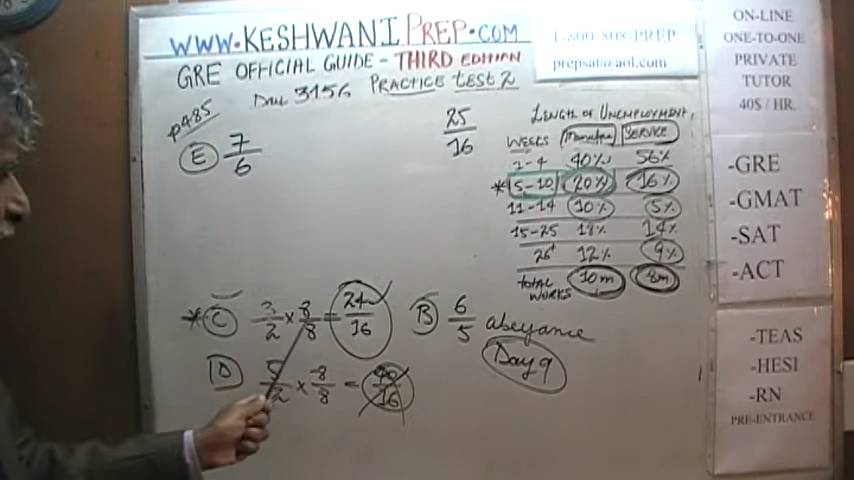 WWW.KESHWANIPREP.COM
GRE OFFICIAL GUIDE - THIRD EDITION
3156 PRACTICE TEST 2
p485
E 7/6
25/16
LENGTH OF UNEMPLOYMENT
WEEKS SERVICE
2-4 40% 56%
* 5-10 20% 16%
11-14 10% 5%
15-25 18% 14%
26+ 12% 9%
TOTAL WORKS 10m 8m
* C 3/2 × 8/8 = 24/16
B 6/5 abeyance
D 5/2 × 8/8 = 40/16
Day 9
1-800-808-PREP
prepsat@aol.com
ON-LINE
ONE-TO-ONE
PRIVATE
TUTOR
40$ / HR.
-GRE
-GMAT
-SAT
-ACT
-TEAS
-HESI
-RN
PRE-ENTRANCE